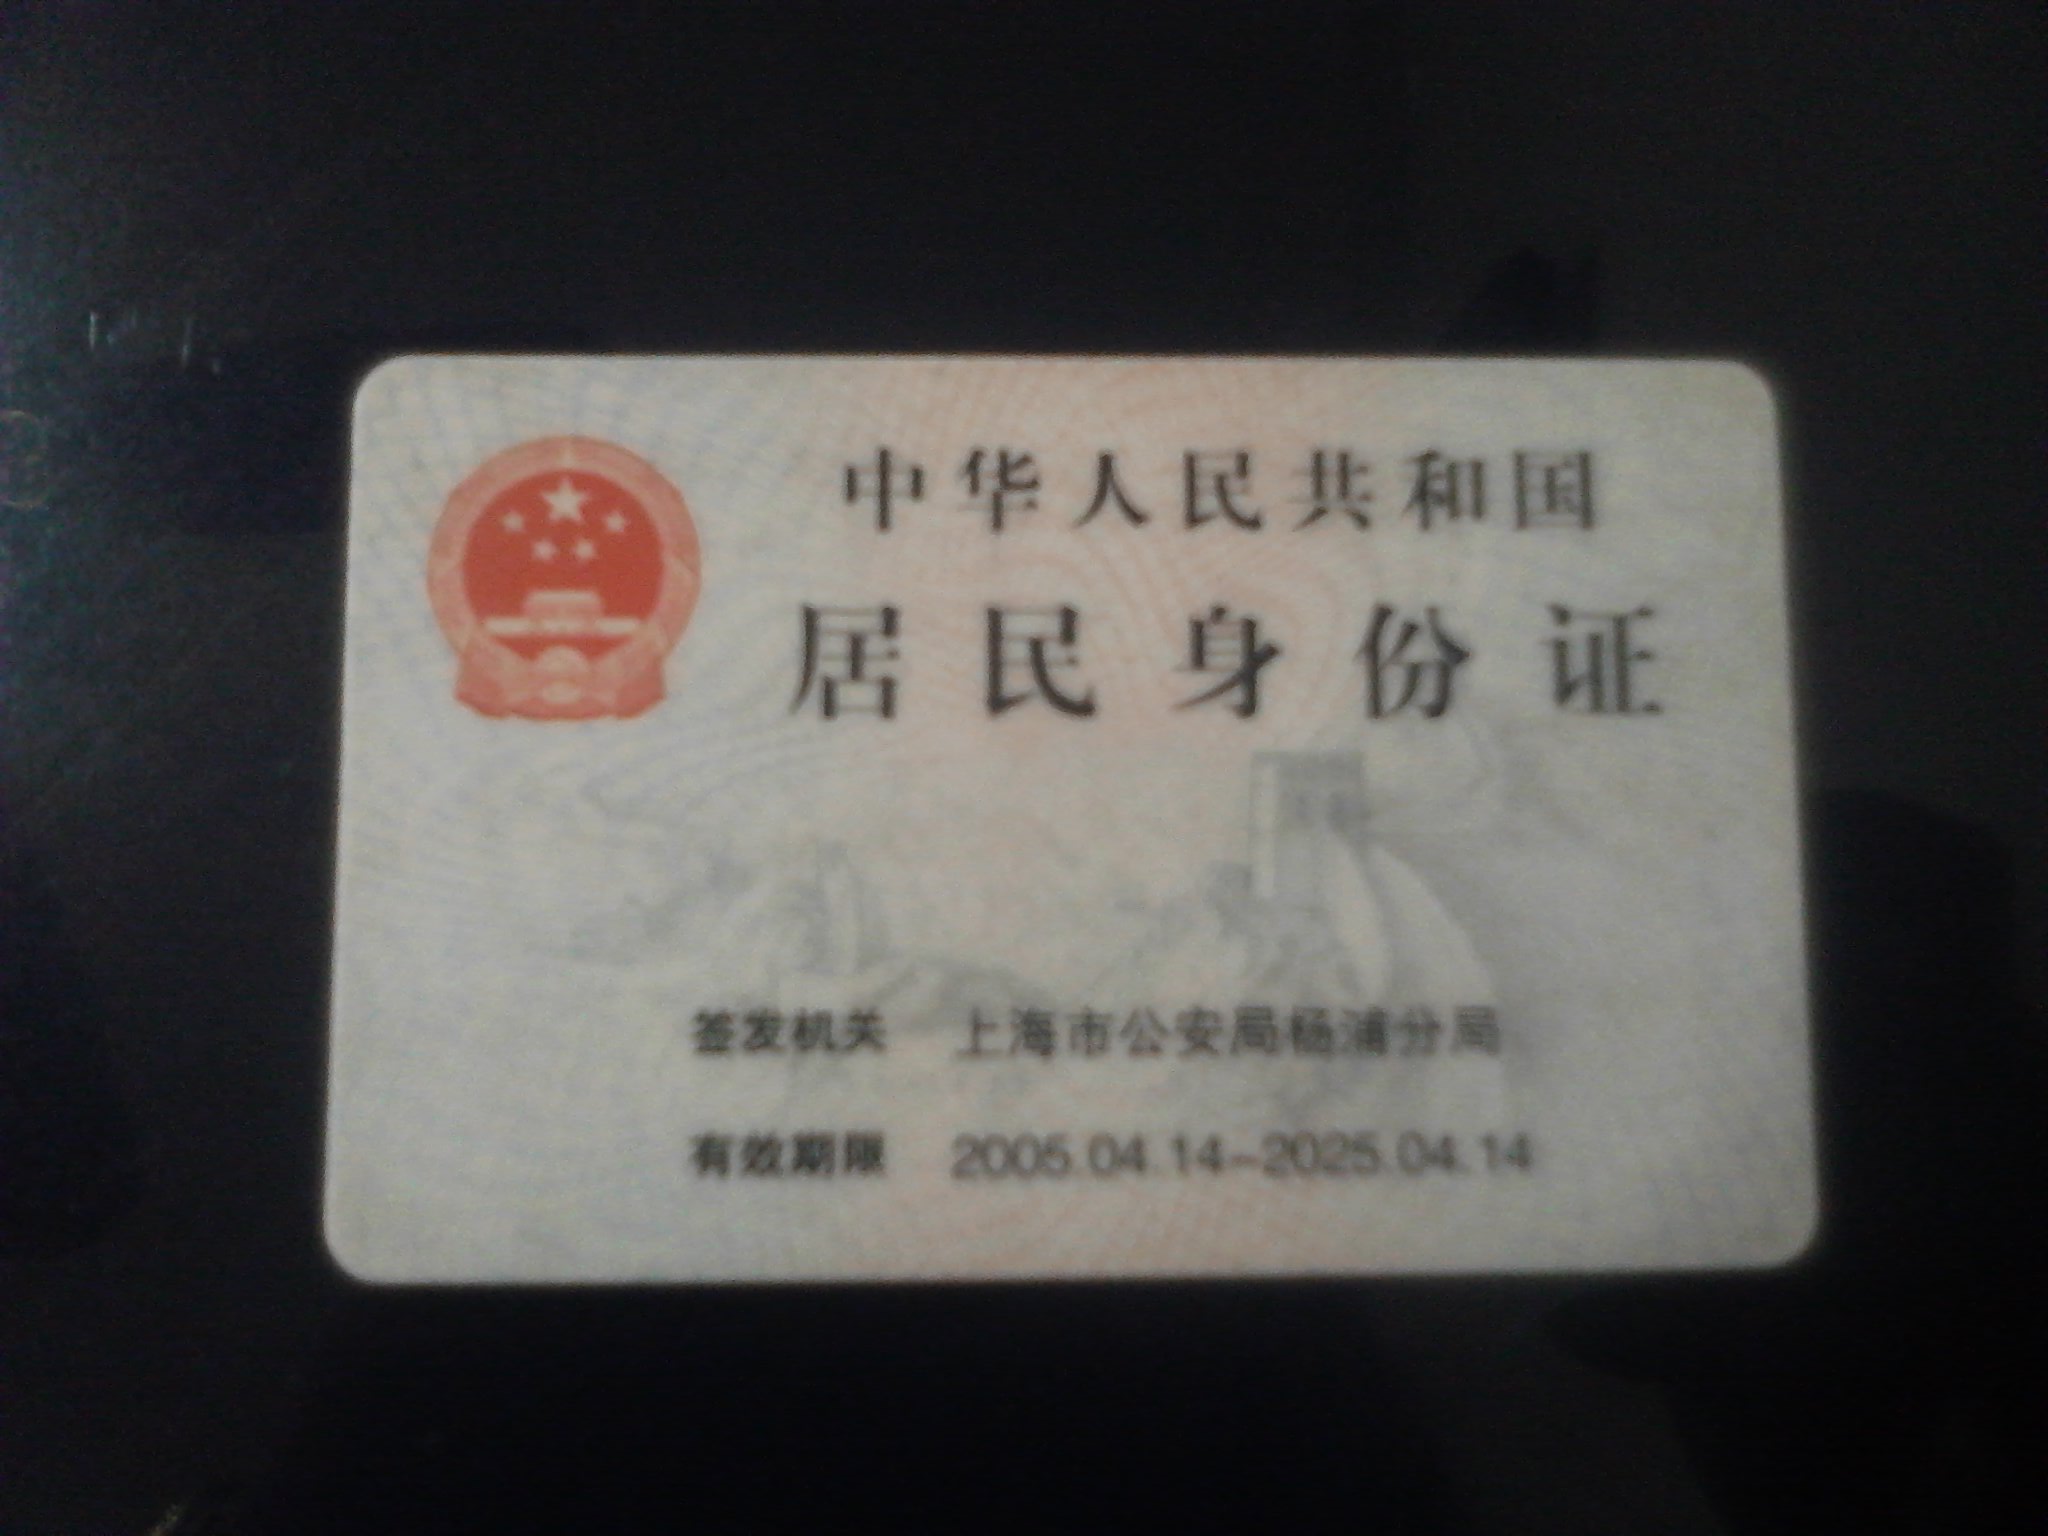 中华人民共和国
居民身份证
签发机关 上海市公安局杨浦分局
有效期限 2005.04.14-2025.04.14